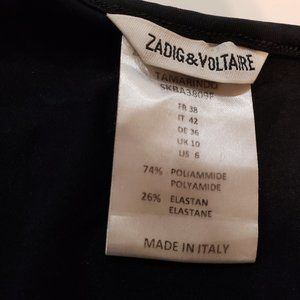 ZADIG&VOLTAIRE
TAMARINDO
SKBA3809F
FR 38
IT 42
DE 36
UK 10
US 6
74% POLIAMMIDE
POLYAMIDE
26% ELASTAN
ELASTANE
MADE IN ITALY